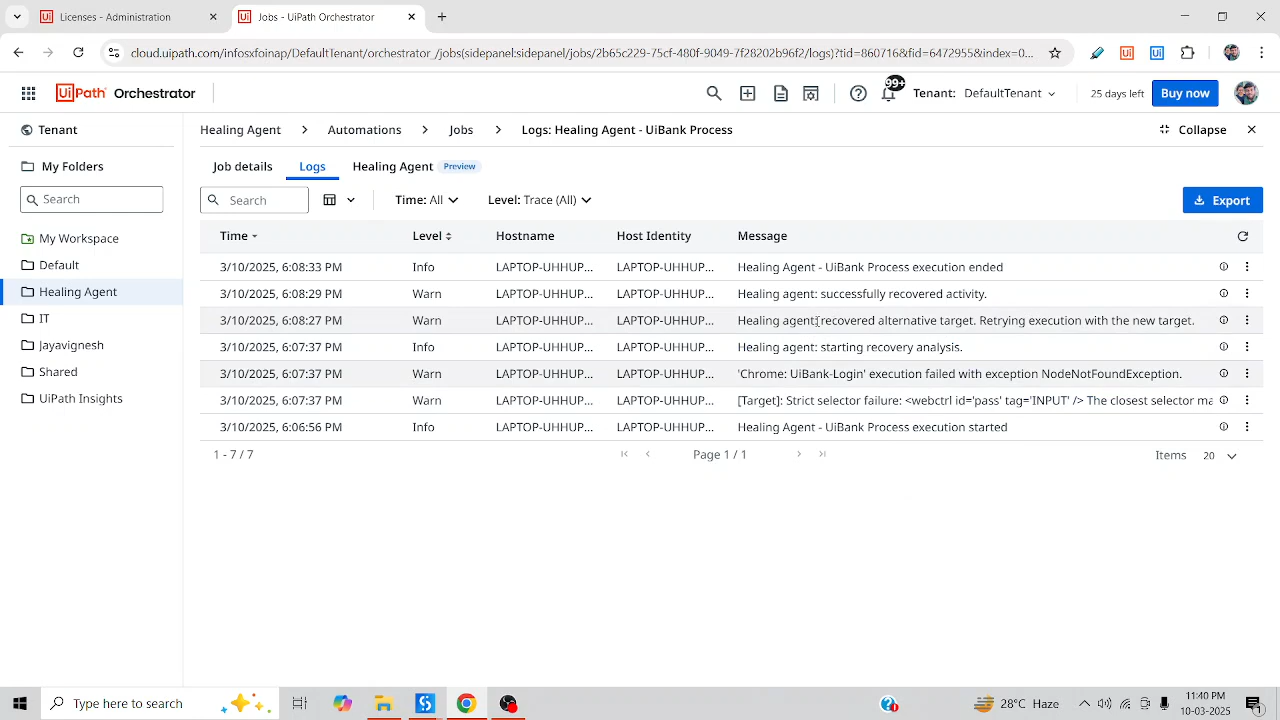 Licenses - Administration
Jobs - UiPath Orchestrator
cloud.uipath.com/infosxfoinap/DefaultTenant/orchestrator_/jobs(sidepanel:sidepanel/jobs/2b65c229-75cf-480f-9049-7f28202b96f2/logs)?tid=860716&fid=6472955&index=0...
UiPath Orchestrator
99+
Tenant: DefaultTenant
25 days left
Buy now
Tenant
Healing Agent > Automations > Jobs > Logs: Healing Agent - UiBank Process
Collapse
My Folders
Job details
Logs
Healing Agent Preview
Search
Search
Time: All
Level: Trace (All)
Export
My Workspace
Default
Healing Agent
IT
Jayavignesh
Shared
UiPath Insights
Time Level Hostname Host Identity Message
3/10/2025, 6:08:33 PM Info LAPTOP-UHHUP... LAPTOP-UHHUP... Healing Agent - UiBank Process execution ended
3/10/2025, 6:08:29 PM Warn LAPTOP-UHHUP... LAPTOP-UHHUP... Healing agent: successfully recovered activity.
3/10/2025, 6:08:27 PM Warn LAPTOP-UHHUP... LAPTOP-UHHUP... Healing agent: recovered alternative target. Retrying execution with the new target.
3/10/2025, 6:07:37 PM Info LAPTOP-UHHUP... LAPTOP-UHHUP... Healing agent: starting recovery analysis.
3/10/2025, 6:07:37 PM Warn LAPTOP-UHHUP... LAPTOP-UHHUP... 'Chrome: UiBank-Login' execution failed with exception NodeNotFoundException.
3/10/2025, 6:07:37 PM Warn LAPTOP-UHHUP... LAPTOP-UHHUP... [Target]: Strict selector failure: <webctrl id='pass' tag='INPUT' /> The closest selector ma
3/10/2025, 6:06:56 PM Info LAPTOP-UHHUP... LAPTOP-UHHUP... Healing Agent - UiBank Process execution started
1 - 7 / 7
Page 1 / 1
Items 20
Type here to search
28°C Haze
11:40 PM
10-03-2025